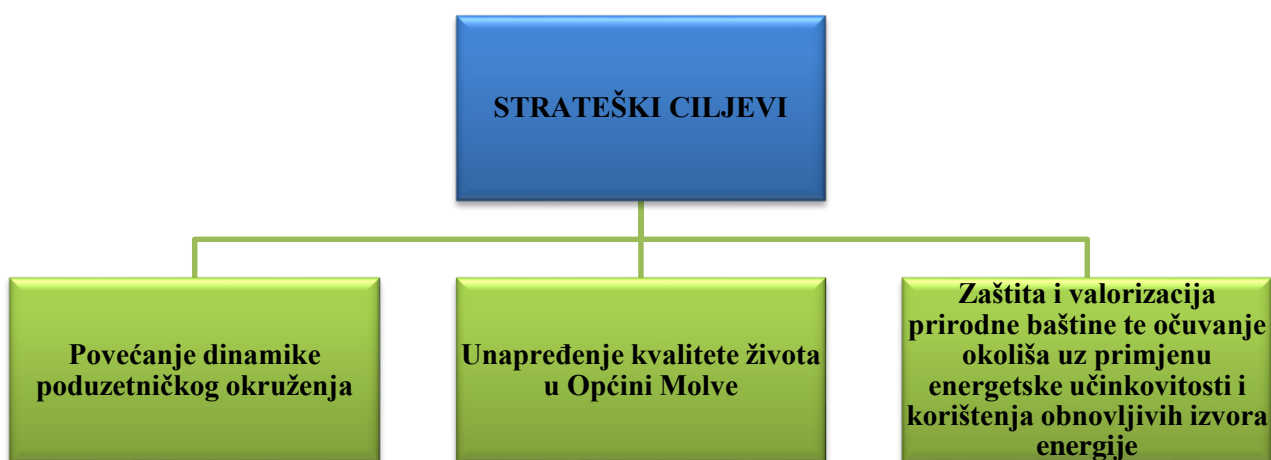 STRATEŠKI CILJEVI
Povećanje dinamike
poduzetničkog okruženja
Unapređenje kvalitete života
u Općini Molve
Zaštita i valorizacija
prirodne baštine te očuvanje
okoliša uz primjenu
energetske učinkovitosti i
korištenja obnovljivih izvora
energije